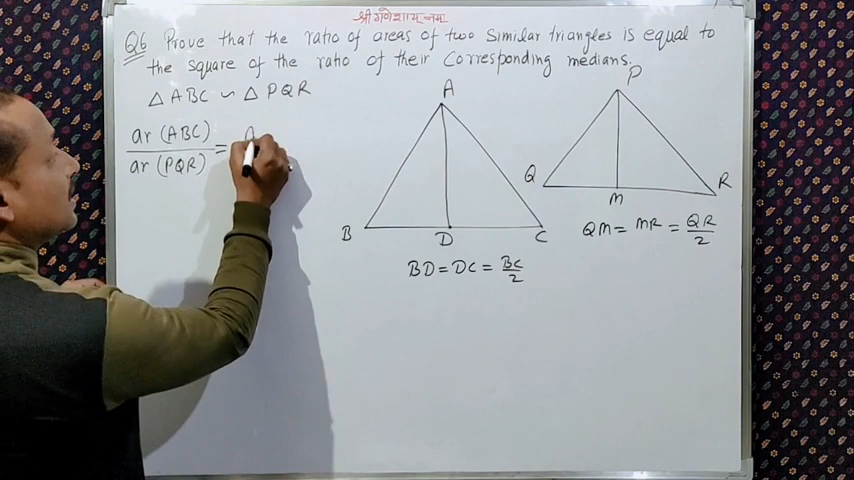 श्री गणेशाय नमः
Q6 Prove that the ratio of areas of two similar triangles is equal to
the square of the ratio of their corresponding medians.
△ABC ∽ △PQR
ar (ABC) / ar (PQR) = A
A
B
D
C
BD = DC = BC/2
P
Q
M
R
QM = MR = QR/2